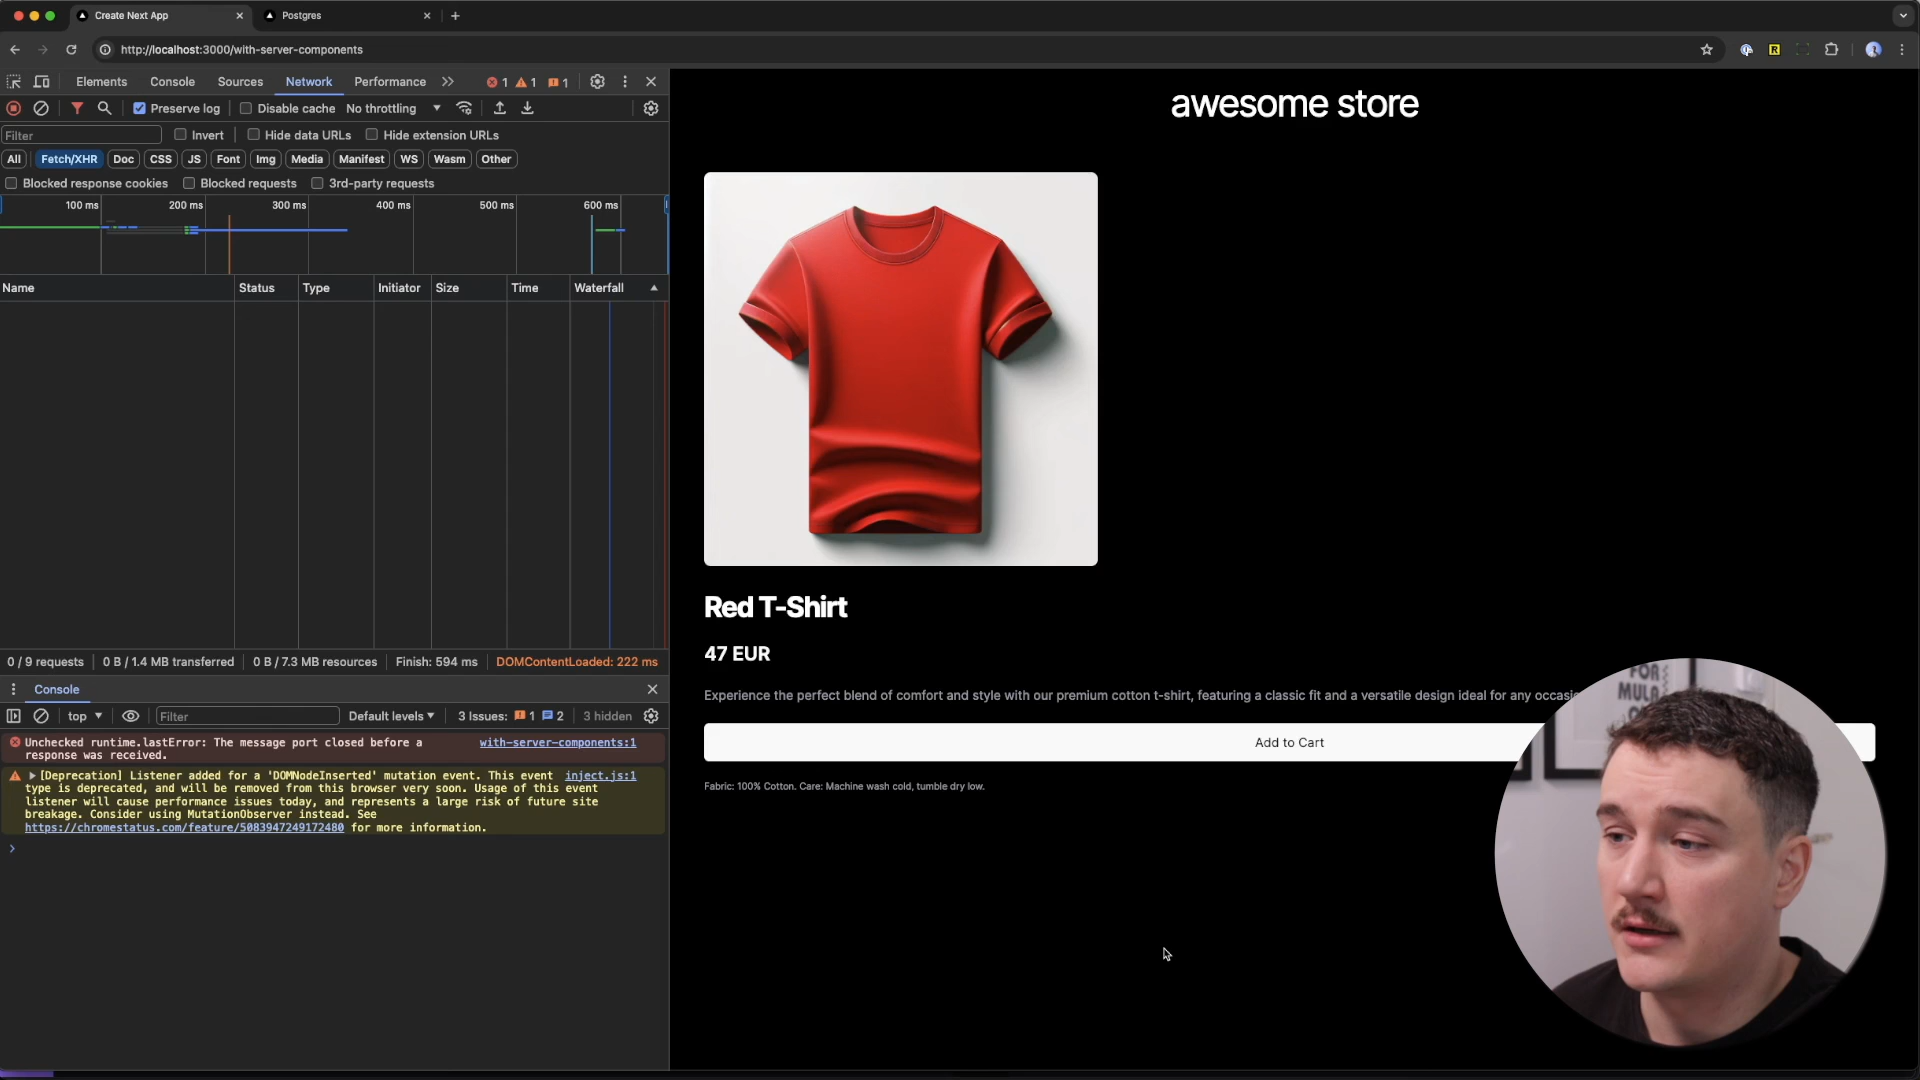 Create Next App
Postgres
http://localhost:3000/with-server-components
Elements Console Sources Network Performance 1 1 1
Preserve log Disable cache No throttling
Filter Invert Hide data URLs Hide extension URLs
All Fetch/XHR Doc CSS JS Font Img Media Manifest WS Wasm Other
Blocked response cookies Blocked requests 3rd-party requests
100 ms 200 ms 300 ms 400 ms 500 ms 600 ms
Name Status Type Initiator Size Time Waterfall
0 / 9 requests 0 B / 1.4 MB transferred 0 B / 7.3 MB resources Finish: 594 ms DOMContentLoaded: 222 ms
Console
top Filter Default levels 3 Issues: 1 2 3 hidden
Unchecked runtime.lastError: The message port closed before a with-server-components:1
response was received.
[Deprecation] Listener added for a 'DOMNodeInserted' mutation event. This event inject.js:1
type is deprecated, and will be removed from this browser very soon. Usage of this event
listener will cause performance issues today, and represents a large risk of future site
breakage. Consider using MutationObserver instead. See
https://chromestatus.com/feature/5083947249172480 for more information.
awesome store
Red T-Shirt
47 EUR
Experience the perfect blend of comfort and style with our premium cotton t-shirt, featuring a classic fit and a versatile design ideal for any
Add to Cart
Fabric: 100% Cotton. Care: Machine wash cold, tumble dry low.
FOR
MULA